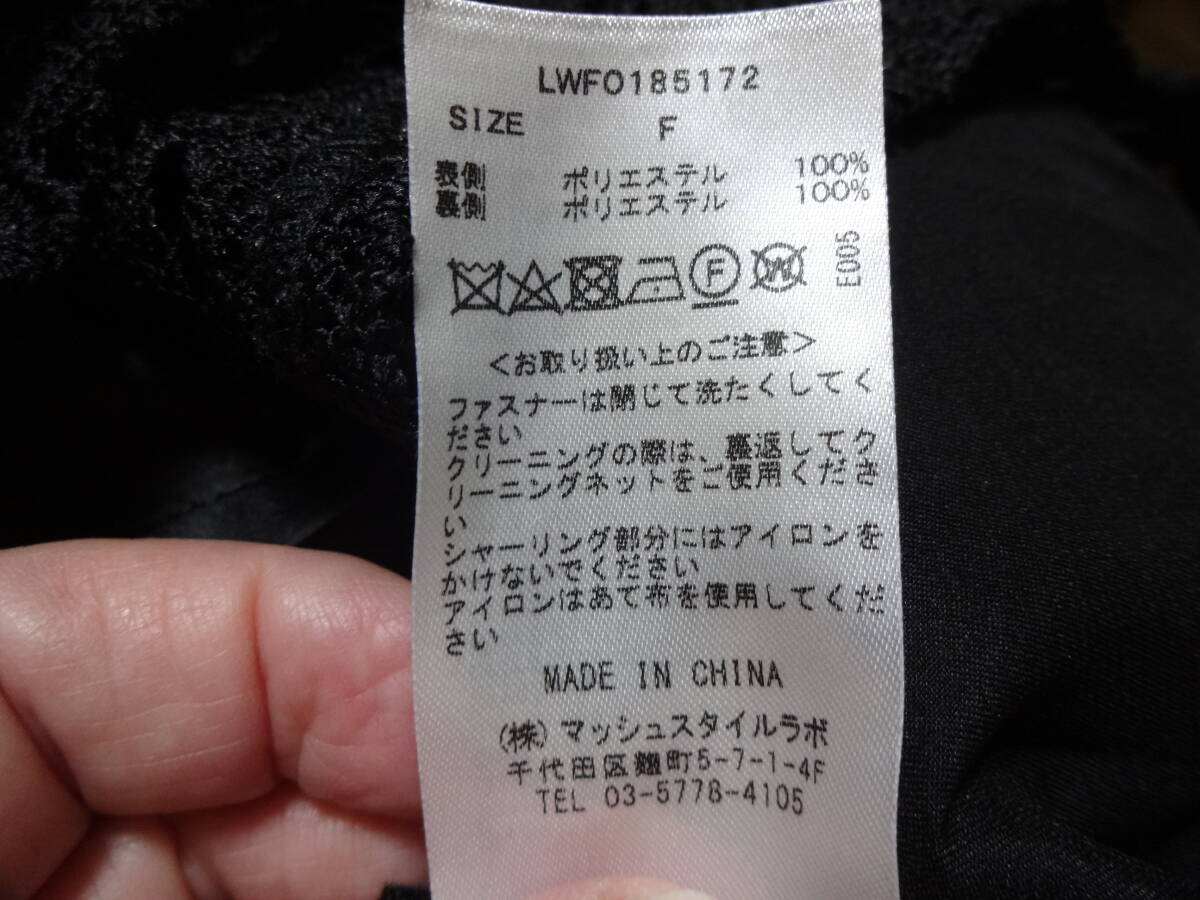 LWFO185172
SIZE F
表側 ポリエステル 100%
裏側 ポリエステル 100%
F W E005
<お取り扱い上のご注意>
ファスナーは閉じて洗たくしてく
ださい
クリーニングの際は、裏返してク
リーニングネットをご使用くださ
い
シャーリング部分にはアイロンを
かけないでください
アイロンはあて布を使用してくだ
さい
MADE IN CHINA
(株)マッシュスタイルラボ
千代田区麹町5-7-1-4F
TEL 03-5778-4105